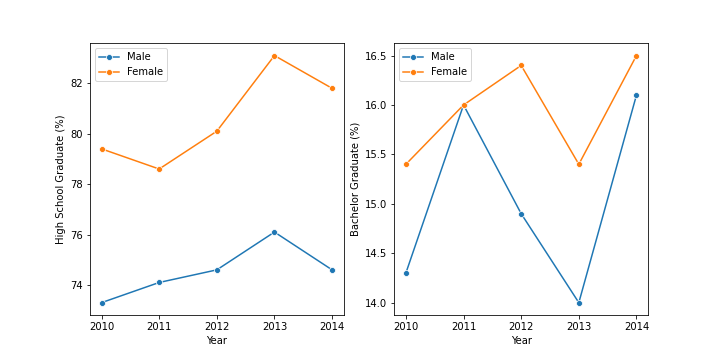 Male
Female
High School Graduate (%)
82
80
78
76
74
2010 2011 2012 2013 2014
Year
Male
Female
Bachelor Graduate (%)
16.5
16.0
15.5
15.0
14.5
14.0
2010 2011 2012 2013 2014
Year